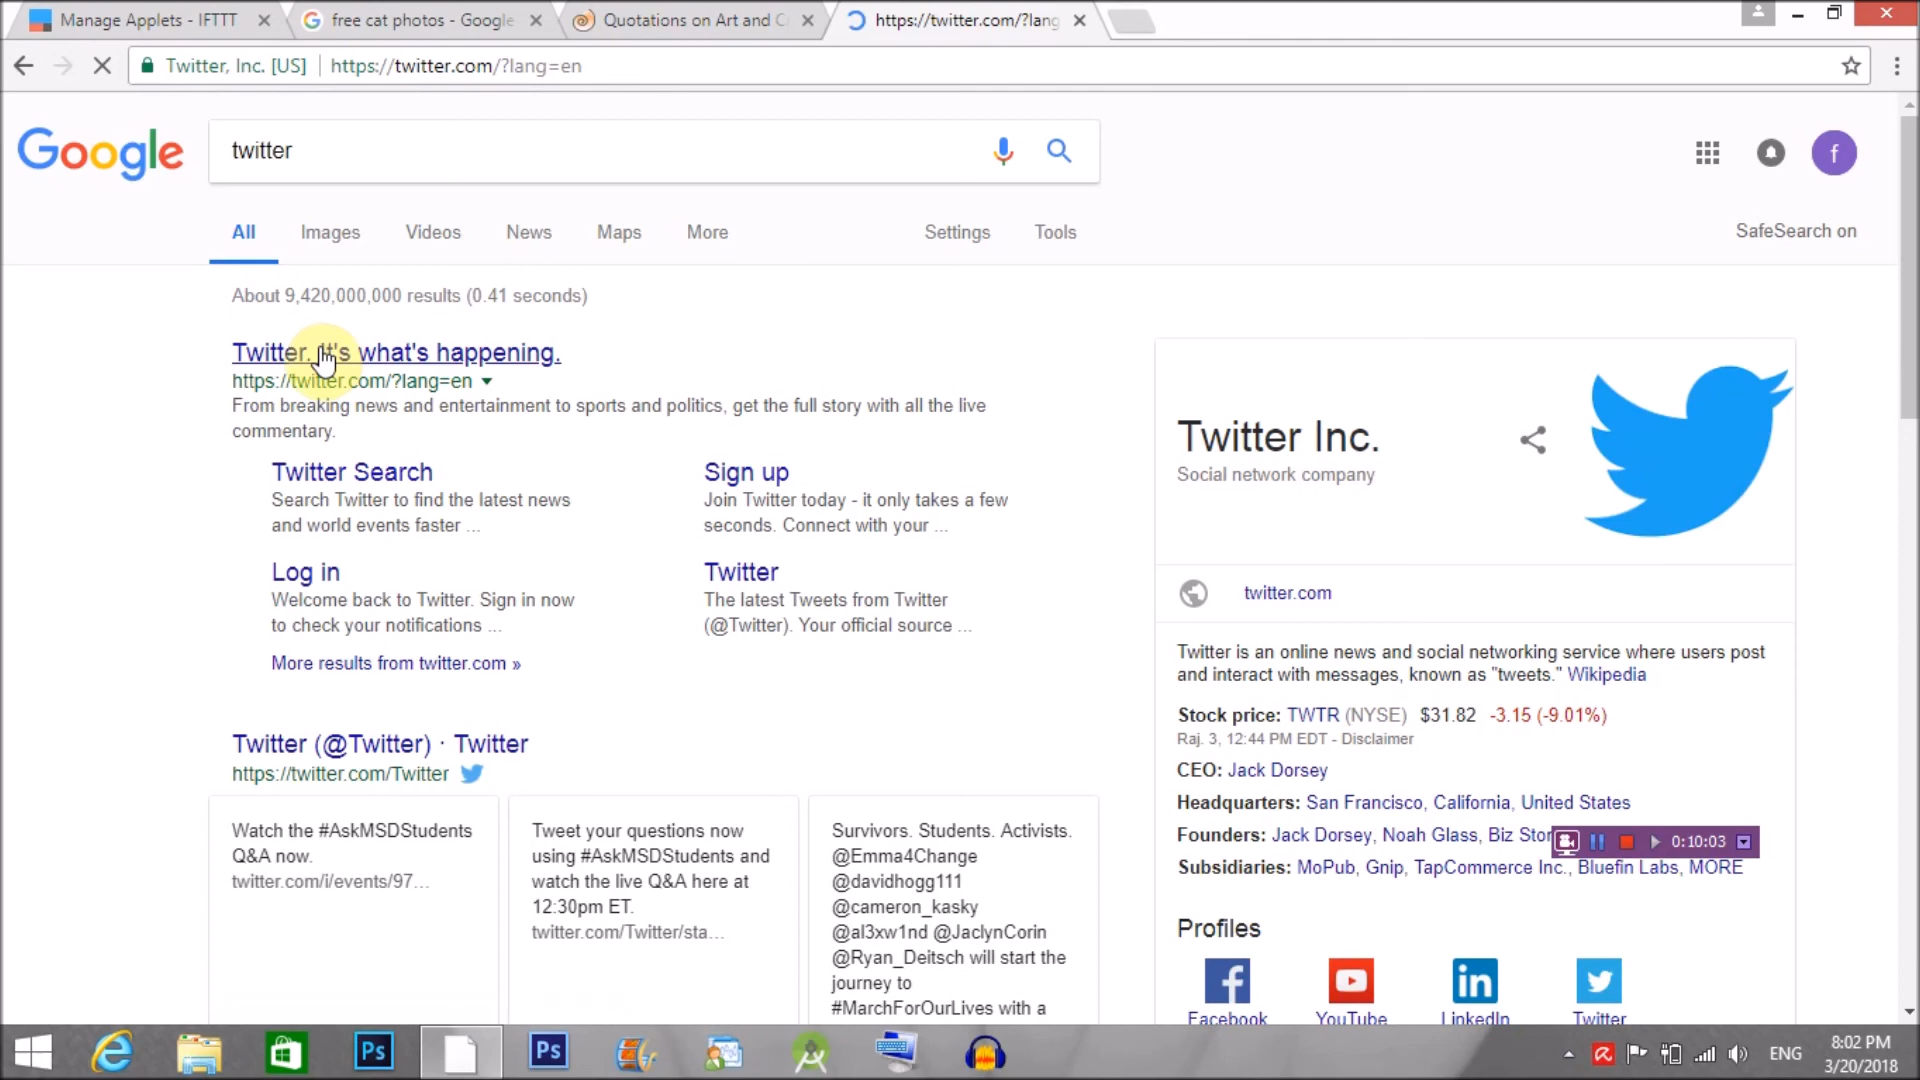 Manage Applets - IFTTT
free cat photos - Google
Quotations on Art and C
https://twitter.com/?lang
Twitter, Inc. [US] https://twitter.com/?lang=en
Google
twitter
f
All Images Videos News Maps More Settings Tools
SafeSearch on
About 9,420,000,000 results (0.41 seconds)
Twitter. It's what's happening.
https://twitter.com/?lang=en
From breaking news and entertainment to sports and politics, get the full story with all the live
commentary.
Twitter Search
Search Twitter to find the latest news
and world events faster ...
Sign up
Join Twitter today - it only takes a few
seconds. Connect with your ...
Log in
Welcome back to Twitter. Sign in now
to check your notifications ...
Twitter
The latest Tweets from Twitter
(@Twitter). Your official source ...
More results from twitter.com »
Twitter (@Twitter) · Twitter
https://twitter.com/Twitter
Watch the #AskMSDStudents
Q&A now.
twitter.com/i/events/97...
Tweet your questions now
using #AskMSDStudents and
watch the live Q&A here at
12:30pm ET.
twitter.com/Twitter/sta...
Survivors. Students. Activists.
@Emma4Change
@davidhogg111
@cameron_kasky
@al3xw1nd @JaclynCorin
@Ryan_Deitsch will start the
journey to
#MarchForOurLives with a
Twitter Inc.
Social network company
twitter.com
Twitter is an online news and social networking service where users post
and interact with messages, known as "tweets." Wikipedia
Stock price: TWTR (NYSE) $31.82 -3.15 (-9.01%)
Raj. 3, 12:44 PM EDT - Disclaimer
CEO: Jack Dorsey
Headquarters: San Francisco, California, United States
Founders: Jack Dorsey, Noah Glass, Biz Sto
0:10:03
Subsidiaries: MoPub, Gnip, TapCommerce Inc., Bluefin Labs, MORE
Profiles
Facebook YouTube LinkedIn Twitter
Ps
Ps
ENG
8:02 PM
3/20/2018